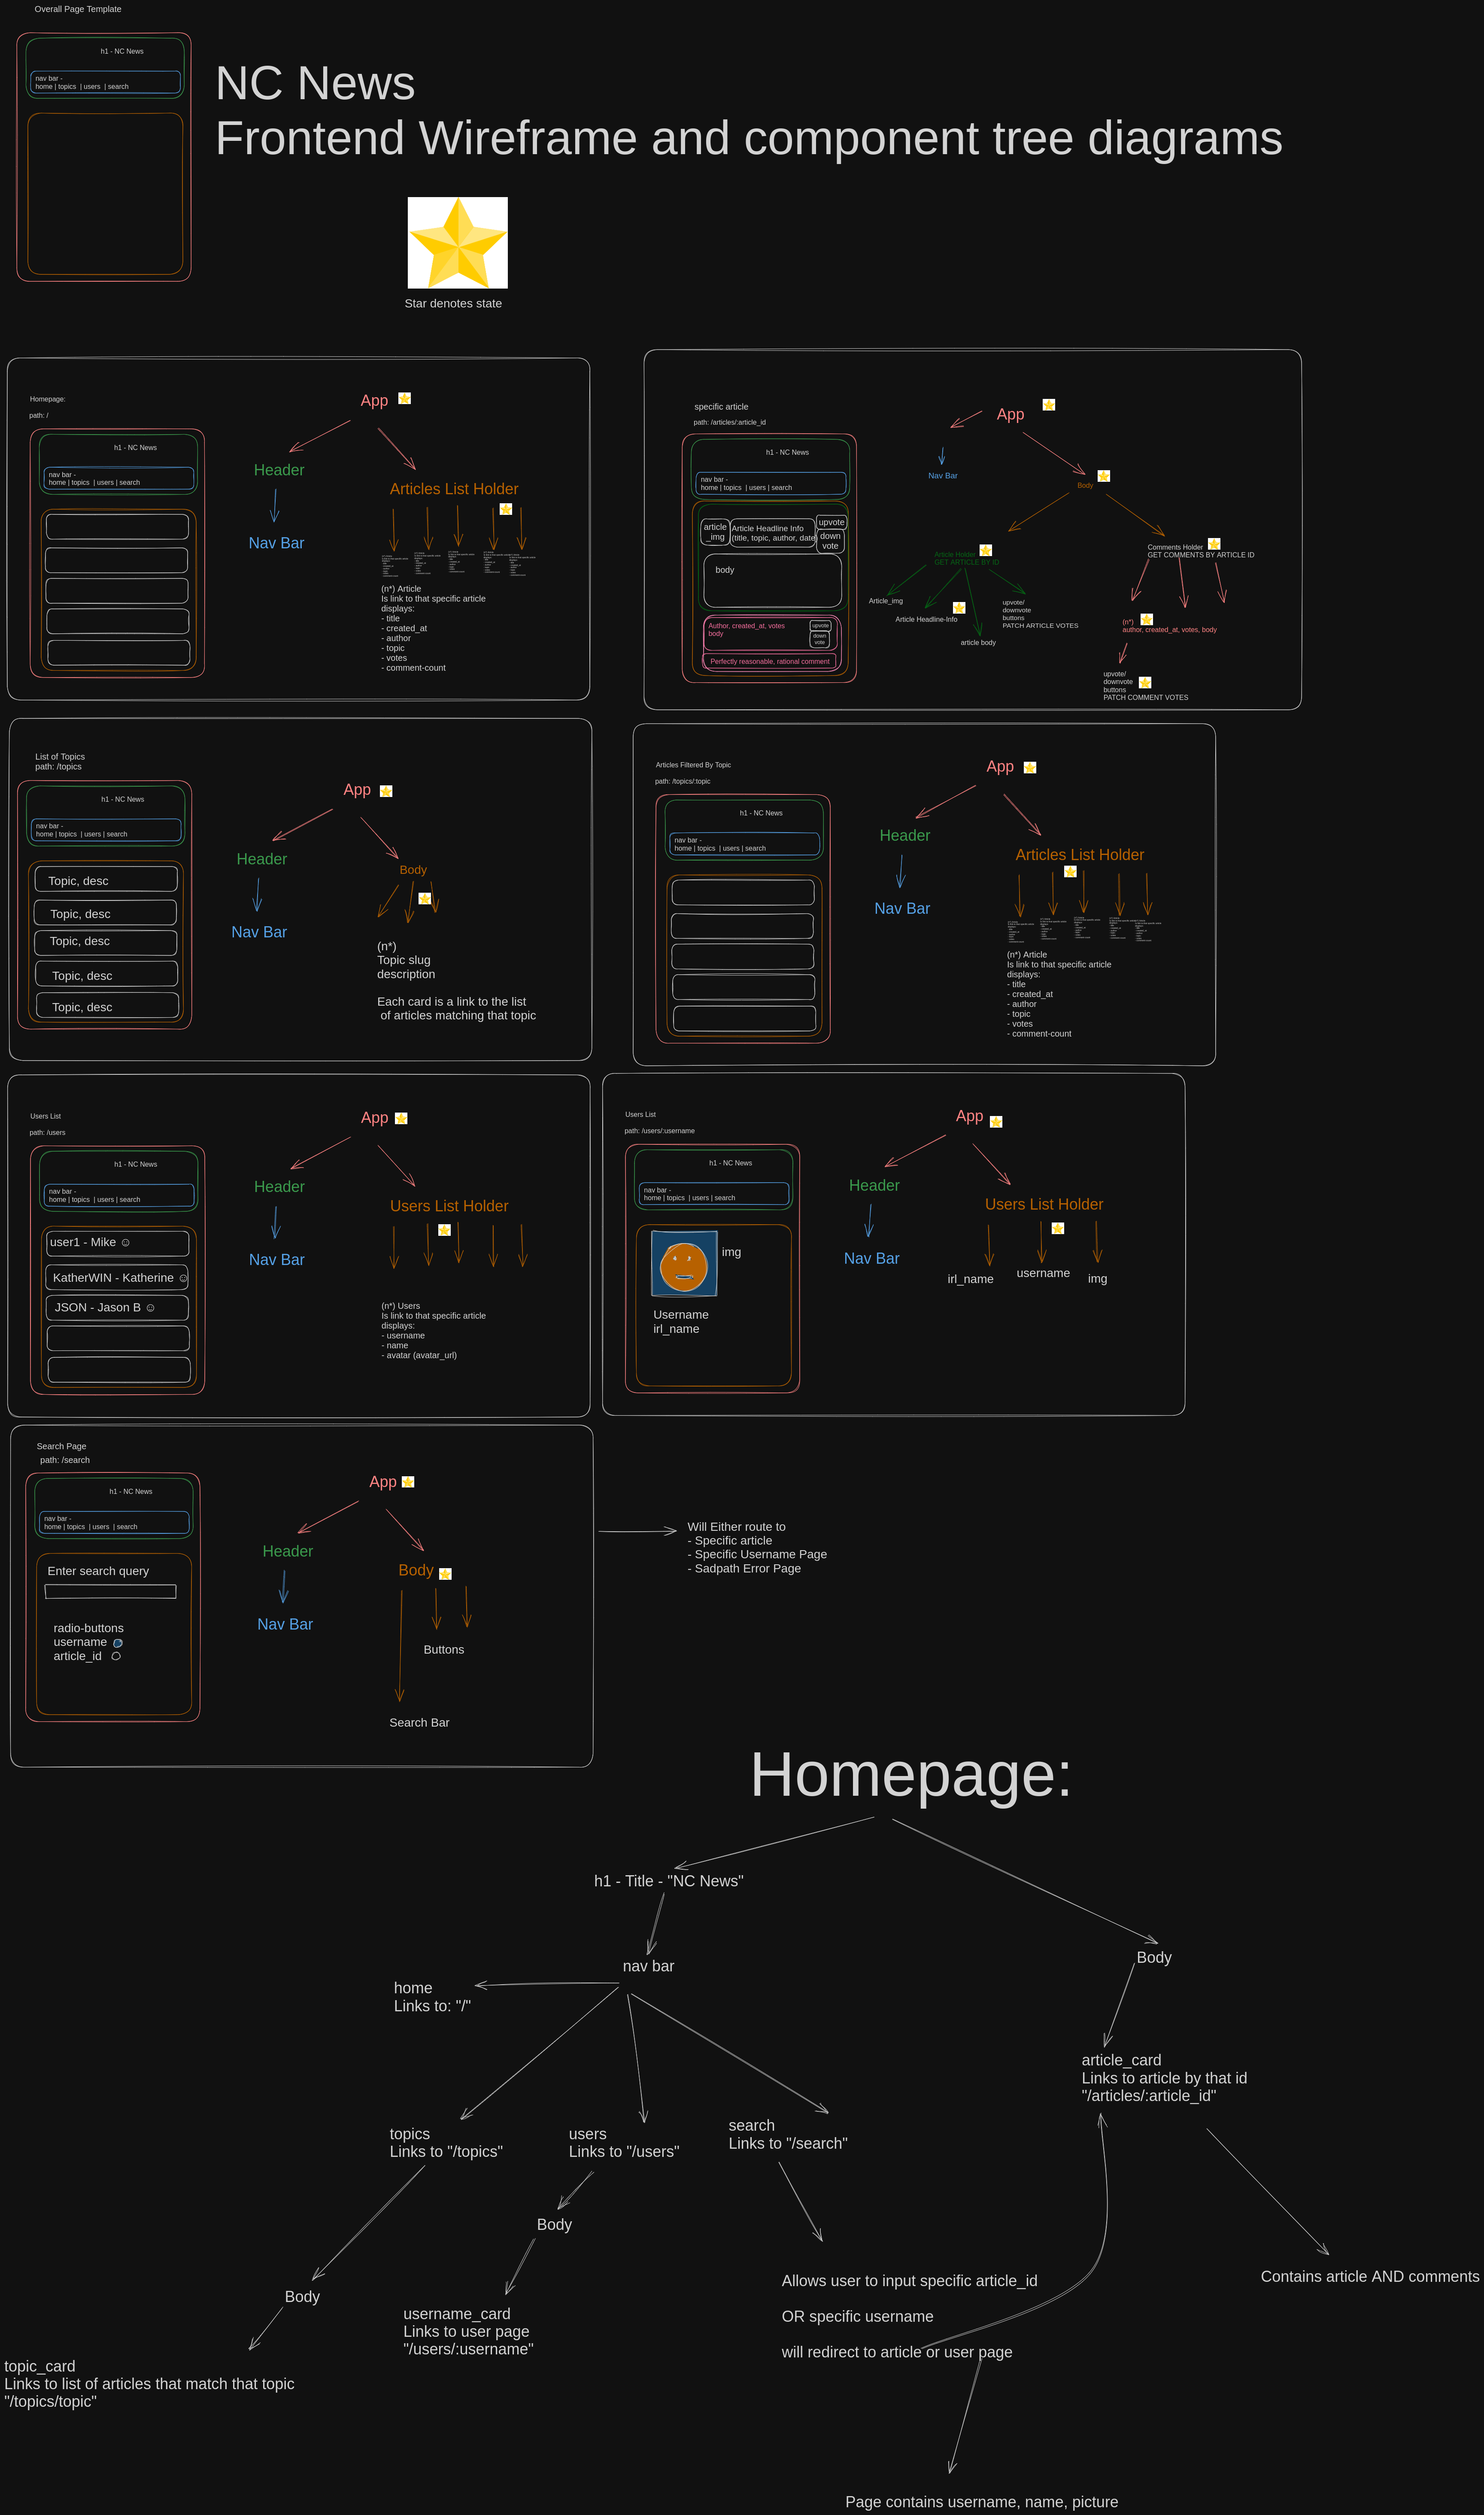 Overall Page Template
h1 - NC News
nav bar -
home | topics | users | search
NC News
Frontend Wireframe and component tree diagrams
Star denotes state
Homepage:
path: /
h1 - NC News
nav bar -
home | topics | users | search
App
Header
Nav Bar
Articles List Holder
(n*) Article
Is link to that specific article
displays:
- title
- created_at
- author
- topic
- votes
- comment-count
specific article
path: /articles/:article_id
h1 - NC News
nav bar -
home | topics | users | search
article
_img
Article Headline Info
(title, topic, author, date
upvote
down
vote
body
Author, created_at, votes
body
upvote
down
vote
Perfectly reasonable, rational comment
App
Nav Bar
Body
Article Holder
GET ARTICLE BY ID
Comments Holder
GET COMMENTS BY ARTICLE ID
Article_img
Article Headline-Info
article body
upvote/
downvote
buttons
PATCH ARTICLE VOTES
(n*)
author, created_at, votes, body
upvote/
downvote
buttons
PATCH COMMENT VOTES
List of Topics
path: /topics
h1 - NC News
nav bar -
home | topics | users | search
Topic, desc
Topic, desc
Topic, desc
Topic, desc
Topic, desc
App
Header
Nav Bar
Body
(n*)
Topic slug
description
Each card is a link to the list
of articles matching that topic
Articles Filtered By Topic
path: /topics/:topic
h1 - NC News
nav bar -
home | topics | users | search
App
Header
Nav Bar
Articles List Holder
(n*) Article
Is link to that specific article
displays:
- title
- created_at
- author
- topic
- votes
- comment-count
Users List
path: /users
h1 - NC News
nav bar -
home | topics | users | search
user1 - Mike ☺
KatherWIN - Katherine ☺
JSON - Jason B ☺
App
Header
Nav Bar
Users List Holder
(n*) Users
Is link to that specific article
displays:
- username
- name
- avatar (avatar_url)
Users List
path: /users/:username
h1 - NC News
nav bar -
home | topics | users | search
img
Username
irl_name
App
Header
Nav Bar
Users List Holder
irl_name
username
img
Search Page
path: /search
h1 - NC News
nav bar -
home | topics | users | search
Enter search query
radio-buttons
username
article_id
App
Header
Nav Bar
Body
Buttons
Search Bar
Will Either route to
- Specific article
- Specific Username Page
- Sadpath Error Page
Homepage:
h1 - Title - "NC News"
nav bar
Body
home
Links to: "/"
article_card
Links to article by that id
"/articles/:article_id"
topics
Links to "/topics"
users
Links to "/users"
search
Links to "/search"
Body
Body
Contains article AND comments
Allows user to input specific article_id
OR specific username
will redirect to article or user page
username_card
Links to user page
"/users/:username"
topic_card
Links to list of articles that match that topic
"/topics/topic"
Page contains username, name, picture